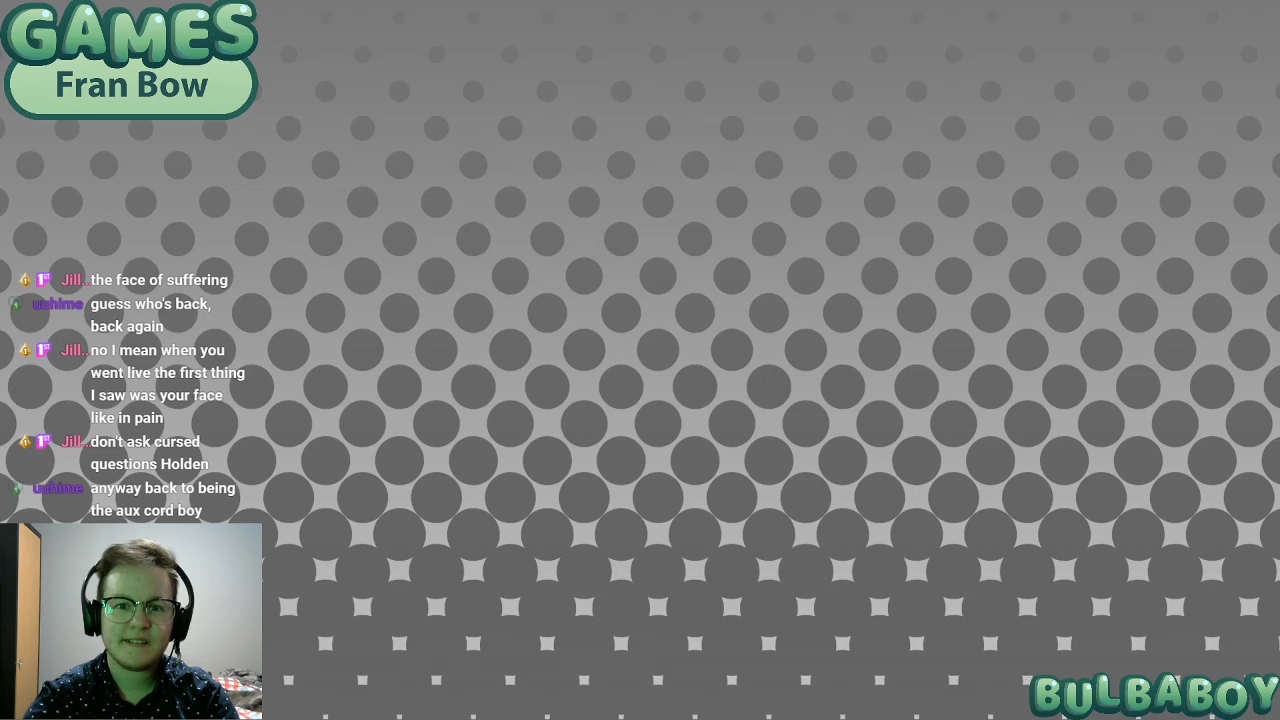 GAMES
Fran Bow
Jill.. the face of suffering
uuhime guess who's back,
back again
Jill.. no I mean when you
went live the first thing
I saw was your face
like in pain
Jill.. don't ask cursed
questions Holden
uuhime anyway back to being
the aux cord boy
BULBABOY